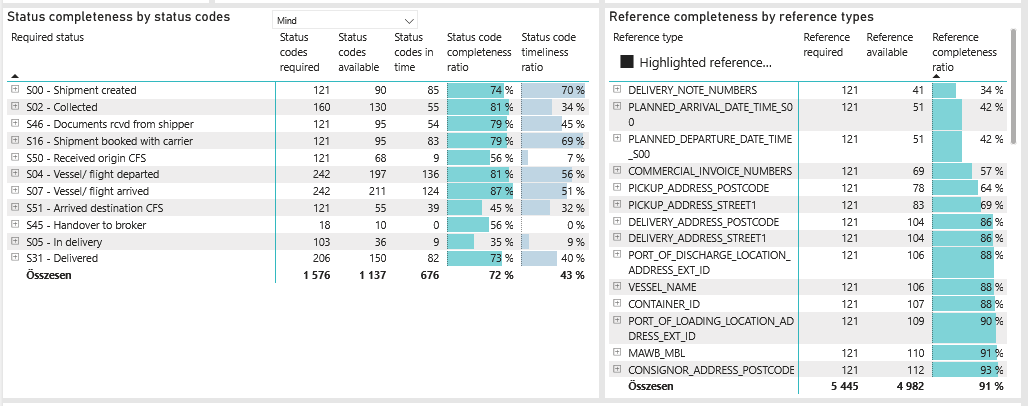 Status completeness by status codes
Mind
Required status Status codes required Status codes available Status codes in time Status code completeness ratio Status code timeliness ratio
S00 - Shipment created 121 90 85 74 % 70 %
S02 - Collected 160 130 55 81 % 34 %
S46 - Documents rcvd from shipper 121 95 54 79 % 45 %
S16 - Shipment booked with carrier 121 95 83 79 % 69 %
S50 - Received origin CFS 121 68 9 56 % 7 %
S04 - Vessel/ flight departed 242 197 136 81 % 56 %
S07 - Vessel/ flight arrived 242 211 124 87 % 51 %
S51 - Arrived destination CFS 121 55 39 45 % 32 %
S45 - Handover to broker 18 10 0 56 % 0 %
S05 - In delivery 103 36 9 35 % 9 %
S31 - Delivered 206 150 82 73 % 40 %
Összesen 1 576 1 137 676 72 % 43 %
Reference completeness by reference types
Reference type Reference required Reference available Reference completeness ratio
Highlighted reference...
DELIVERY_NOTE_NUMBERS 121 41 34 %
PLANNED_ARRIVAL_DATE_TIME_S0 121 51 42 %
0
PLANNED_DEPARTURE_DATE_TIME 121 51 42 %
_S00
COMMERCIAL_INVOICE_NUMBERS 121 69 57 %
PICKUP_ADDRESS_POSTCODE 121 78 64 %
PICKUP_ADDRESS_STREET1 121 83 69 %
DELIVERY_ADDRESS_POSTCODE 121 104 86 %
DELIVERY_ADDRESS_STREET1 121 104 86 %
PORT_OF_DISCHARGE_LOCATION_ 121 106 88 %
ADDRESS_EXT_ID
VESSEL_NAME 121 106 88 %
CONTAINER_ID 121 107 88 %
PORT_OF_LOADING_LOCATION_AD 121 109 90 %
DRESS_EXT_ID
MAWB_MBL 121 110 91 %
CONSIGNOR_ADDRESS_POSTCODE 121 112 93 %
Összesen 5 445 4 982 91 %